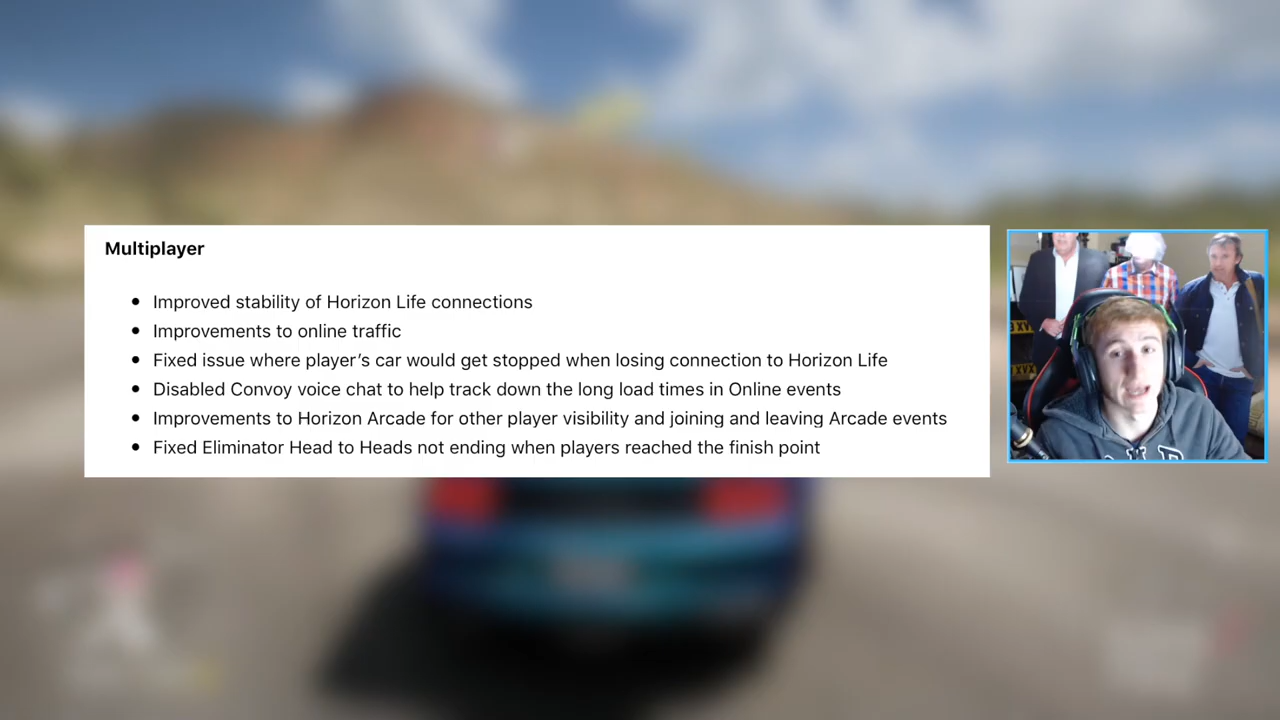 Multiplayer
Improved stability of Horizon Life connections
Improvements to online traffic
Fixed issue where player’s car would get stopped when losing connection to Horizon Life
Disabled Convoy voice chat to help track down the long load times in Online events
Improvements to Horizon Arcade for other player visibility and joining and leaving Arcade events
Fixed Eliminator Head to Heads not ending when players reached the finish point